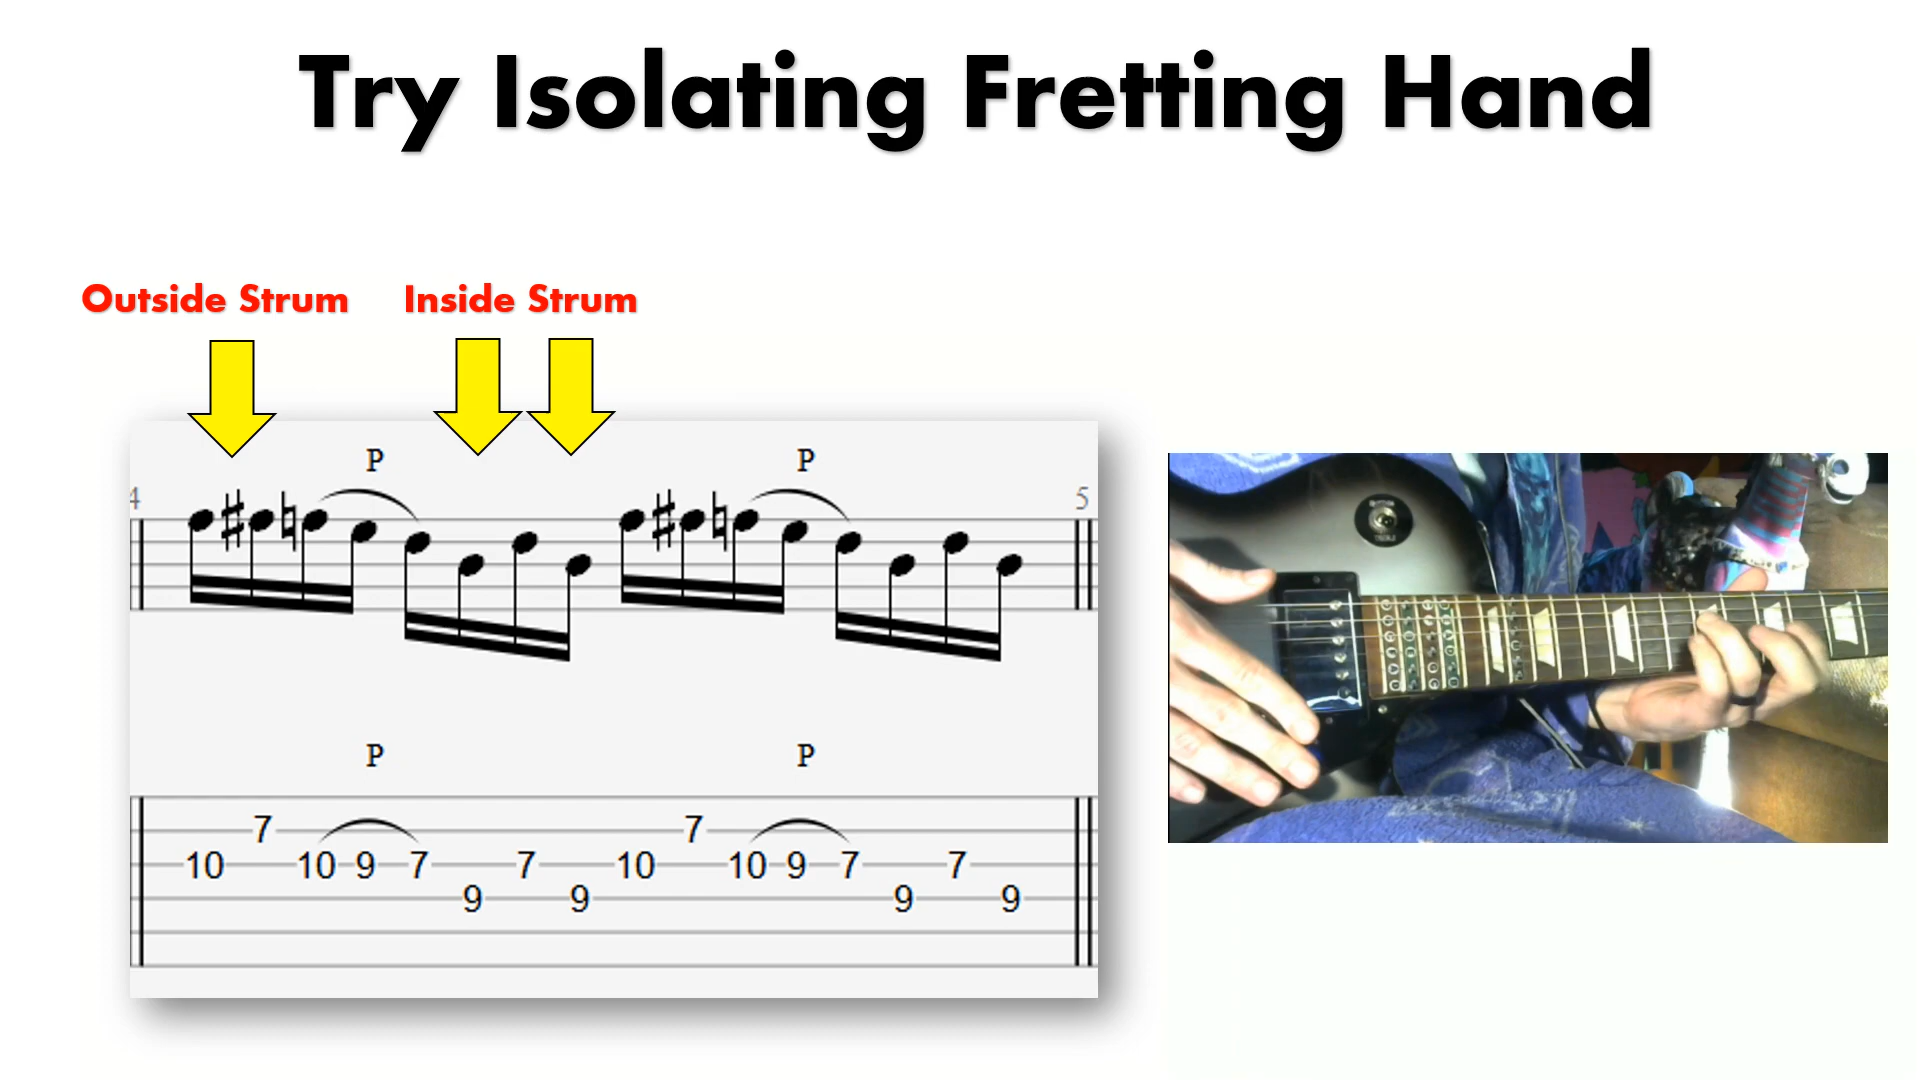 Try Isolating Fretting Hand
Outside Strum Inside Strum
P P
4 5
P P
7 7
10 10 9 7 7 10 10 9 7 7
9 9 9 9